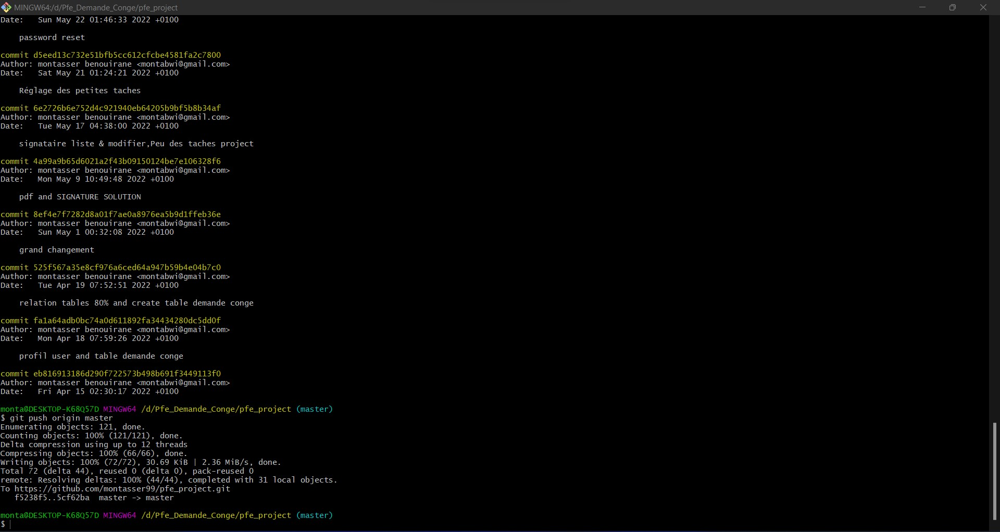 MINGW64:/d/Pfe_Demande_Conge/pfe_project
Date:   Sun May 22 01:46:33 2022 +0100
    password reset
commit d5eed13c732e51bfb5cc612cfcbe4581fa2c7800
Author: montasser benouirane <montabwi@gmail.com>
Date:   Sat May 21 01:24:21 2022 +0100
    Réglage des petites taches
commit 6e2726b6e752d4c921940eb64205b9bf5b8b34af
Author: montasser benouirane <montabwi@gmail.com>
Date:   Tue May 17 04:38:00 2022 +0100
    signataire liste & modifier,Peu des taches project
commit 4a99a9b65d6021a2f43b09150124be7e106328f6
Author: montasser benouirane <montabwi@gmail.com>
Date:   Mon May 9 10:49:48 2022 +0100
    pdf and SIGNATURE SOLUTION
commit 8ef4e7f7282d8a01f7ae0a8976ea5b9d1ffeb36e
Author: montasser benouirane <montabwi@gmail.com>
Date:   Sun May 1 00:32:08 2022 +0100
    grand changement
commit 525f567a35e8cf976a6ced64a947b59b4e04b7c0
Author: montasser benouirane <montabwi@gmail.com>
Date:   Tue Apr 19 07:52:51 2022 +0100
    relation tables 80% and create table demande conge
commit fa1a64adb0bc74a0d611892fa34434280dc5dd0f
Author: montasser benouirane <montabwi@gmail.com>
Date:   Mon Apr 18 07:59:26 2022 +0100
    profil user and table demande conge
commit eb816913186d290f722573b498b691f3449113f0
Author: montasser benouirane <montabwi@gmail.com>
Date:   Fri Apr 15 02:30:17 2022 +0100
monta@DESKTOP-K68Q57D MINGW64 /d/Pfe_Demande_Conge/pfe_project (master)
$ git push origin master
Enumerating objects: 121, done.
Counting objects: 100% (121/121), done.
Delta compression using up to 12 threads
Compressing objects: 100% (66/66), done.
Writing objects: 100% (72/72), 30.69 KiB | 2.36 MiB/s, done.
Total 72 (delta 44), reused 0 (delta 0), pack-reused 0
remote: Resolving deltas: 100% (44/44), completed with 31 local objects.
To https://github.com/montasser99/pfe_project.git
   f5238f5..5cf62ba  master -> master
monta@DESKTOP-K68Q57D MINGW64 /d/Pfe_Demande_Conge/pfe_project (master)
$